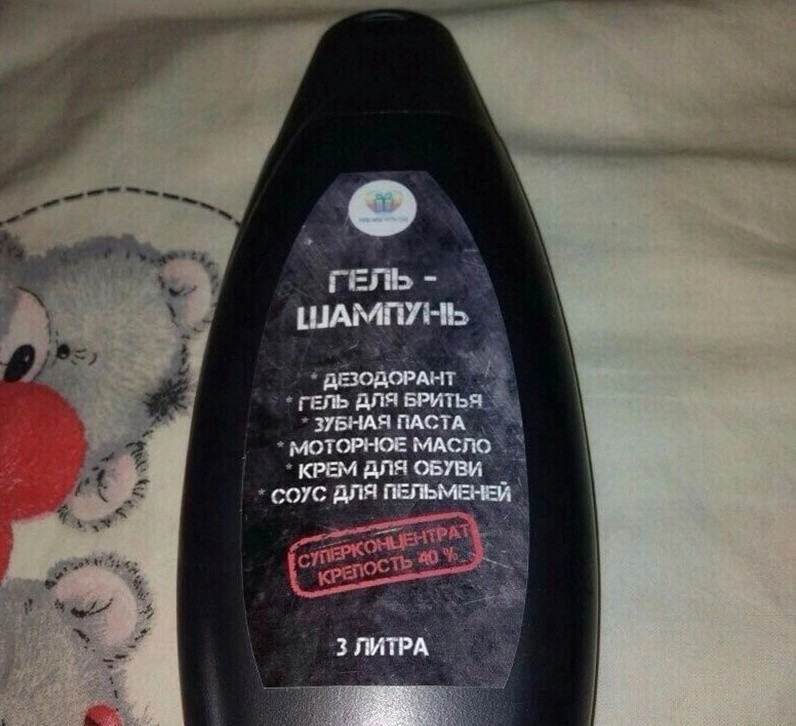 ГЕЛЬ -
ШАМПУНЬ
* ДЕЗОДОРАНТ
* ГЕЛЬ ДЛЯ БРИТЬЯ
* ЗУБНАЯ ПАСТА
* МОТОРНОЕ МАСЛО
* КРЕМ ДЛЯ ОБУВИ
* СОУС ДЛЯ ПЕЛЬМЕНЕЙ
СУПЕРКОНЦЕНТРАТ
КРЕПОСТЬ 40 %
3 ЛИТРА